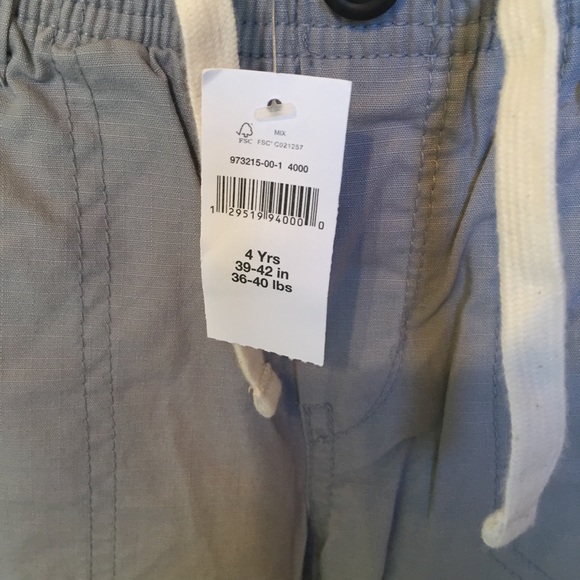 MIX
FSC FSC® C021257
973215-00-1 4000
1 29519 94000 0
4 Yrs
39-42 in
36-40 lbs